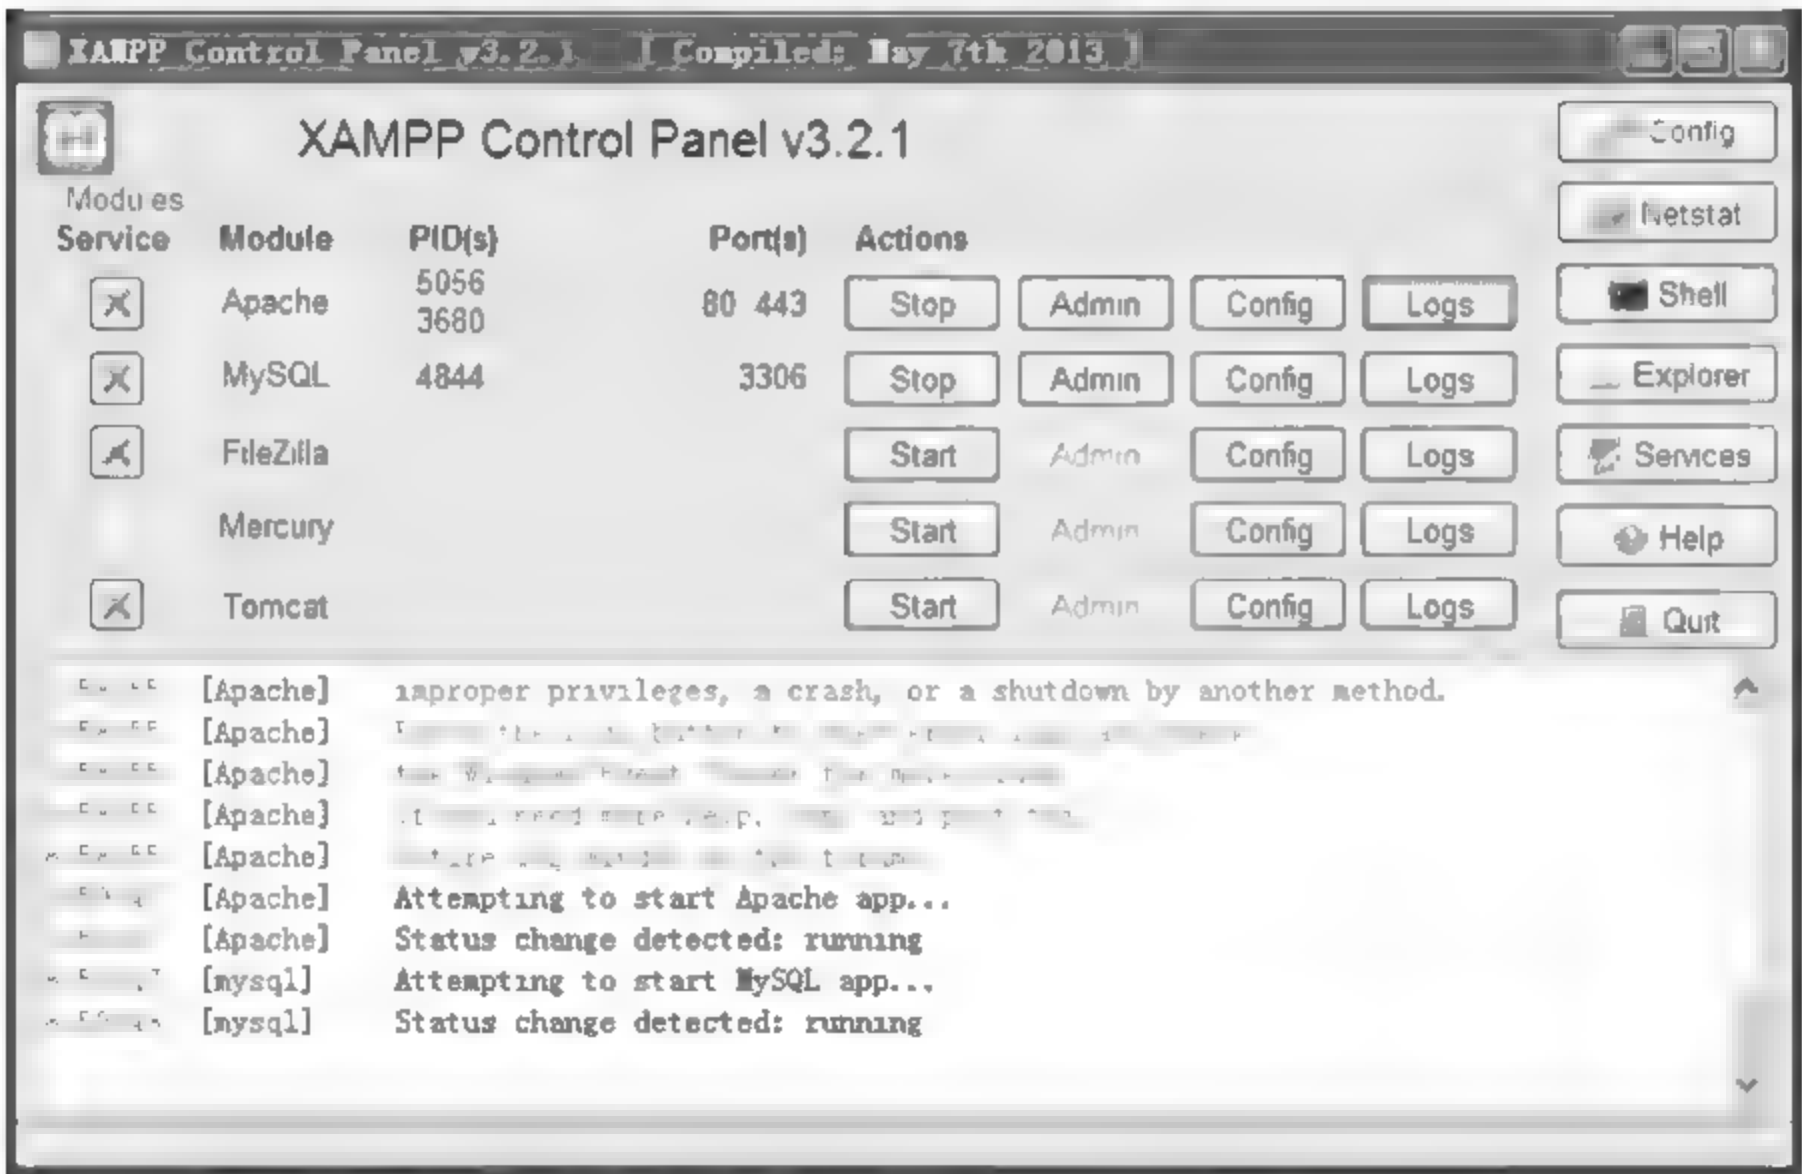 XAMPP Control Panel v3.2.1 [ Compiled: May 7th 2013 ]
XAMPP Control Panel v3.2.1
Config
Modules
Netstat
Service Module PID(s) Port(s) Actions
Apache 5056 3680 80 443 Stop Admin Config Logs
Shell
MySQL 4844 3306 Stop Admin Config Logs
Explorer
FileZilla Start Admin Config Logs
Services
Mercury Start Admin Config Logs
Help
Tomcat Start Admin Config Logs
Quit
[Apache] improper privileges, a crash, or a shutdown by another method.
[Apache]
[Apache]
[Apache]
[Apache]
[Apache] Attempting to start Apache app...
[Apache] Status change detected: running
[mysql] Attempting to start MySQL app...
[mysql] Status change detected: running